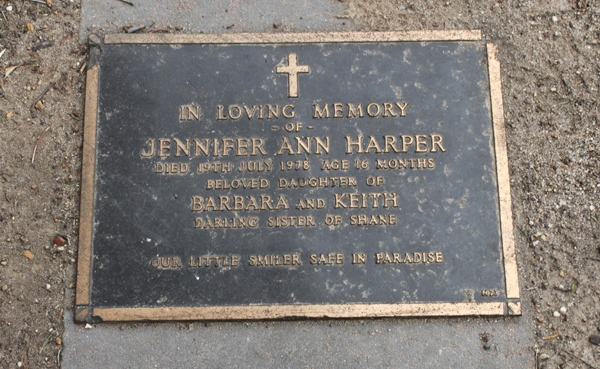 IN LOVING MEMORY
- OF -
JENNIFER ANN HARPER
DIED 19TH JULY 1978 AGE 16 MONTHS
BELOVED DAUGHTER OF
BARBARA AND KEITH
DARLING SISTER OF SHANE
OUR LITTLE SMILER SAFE IN PARADISE